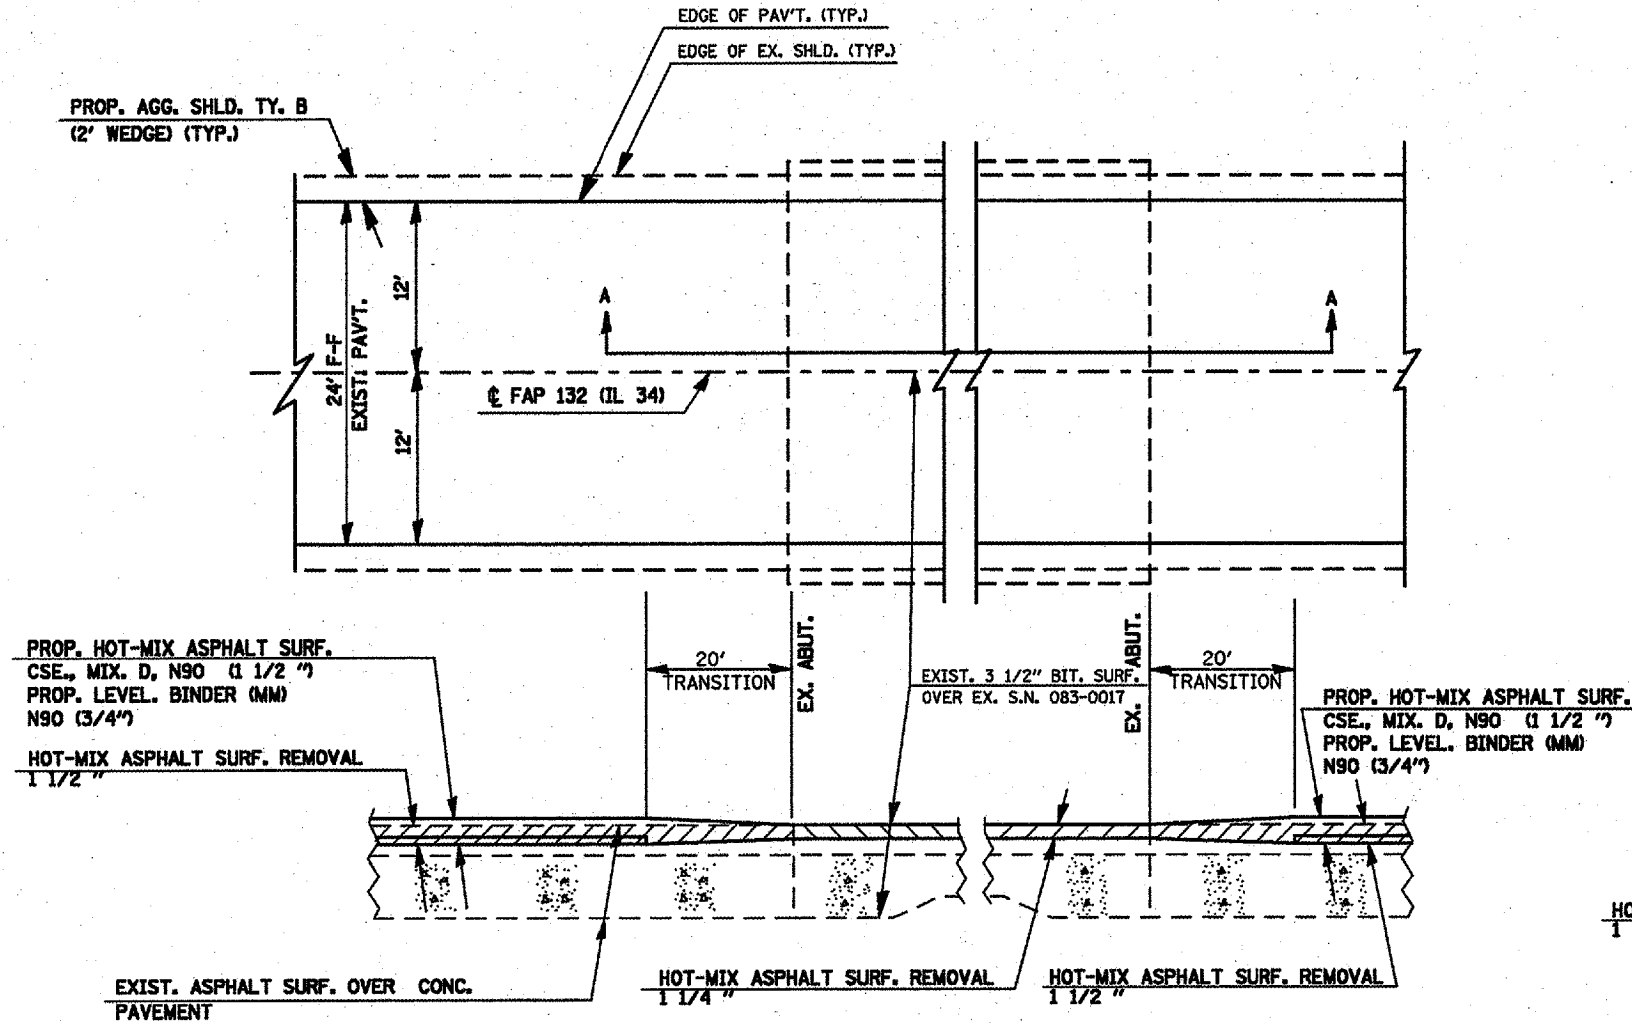 EDGE OF PAV'T. (TYP.)
EDGE OF EX. SHLD. (TYP.)
PROP. AGG. SHLD. TY. B
(2' WEDGE) (TYP.)
A
A
12'
24' F-F
EXIST. PAV'T.
12'
℄ FAP 132 (IL 34)
PROP. HOT-MIX ASPHALT SURF.
CSE., MIX. D, N90 (1 1/2 ")
PROP. LEVEL. BINDER (MM)
N90 (3/4")
HOT-MIX ASPHALT SURF. REMOVAL
1 1/2 "
20'
TRANSITION
EX. ABUT.
EXIST. 3 1/2" BIT. SURF.
OVER EX. S.N. 083-0017
EX. ABUT.
20'
TRANSITION
PROP. HOT-MIX ASPHALT SURF.
CSE., MIX. D, N90 (1 1/2 ")
PROP. LEVEL. BINDER (MM)
N90 (3/4")
EXIST. ASPHALT SURF. OVER CONC.
PAVEMENT
HOT-MIX ASPHALT SURF. REMOVAL
1 1/4 "
HOT-MIX ASPHALT SURF. REMOVAL
1 1/2 "
HO
1